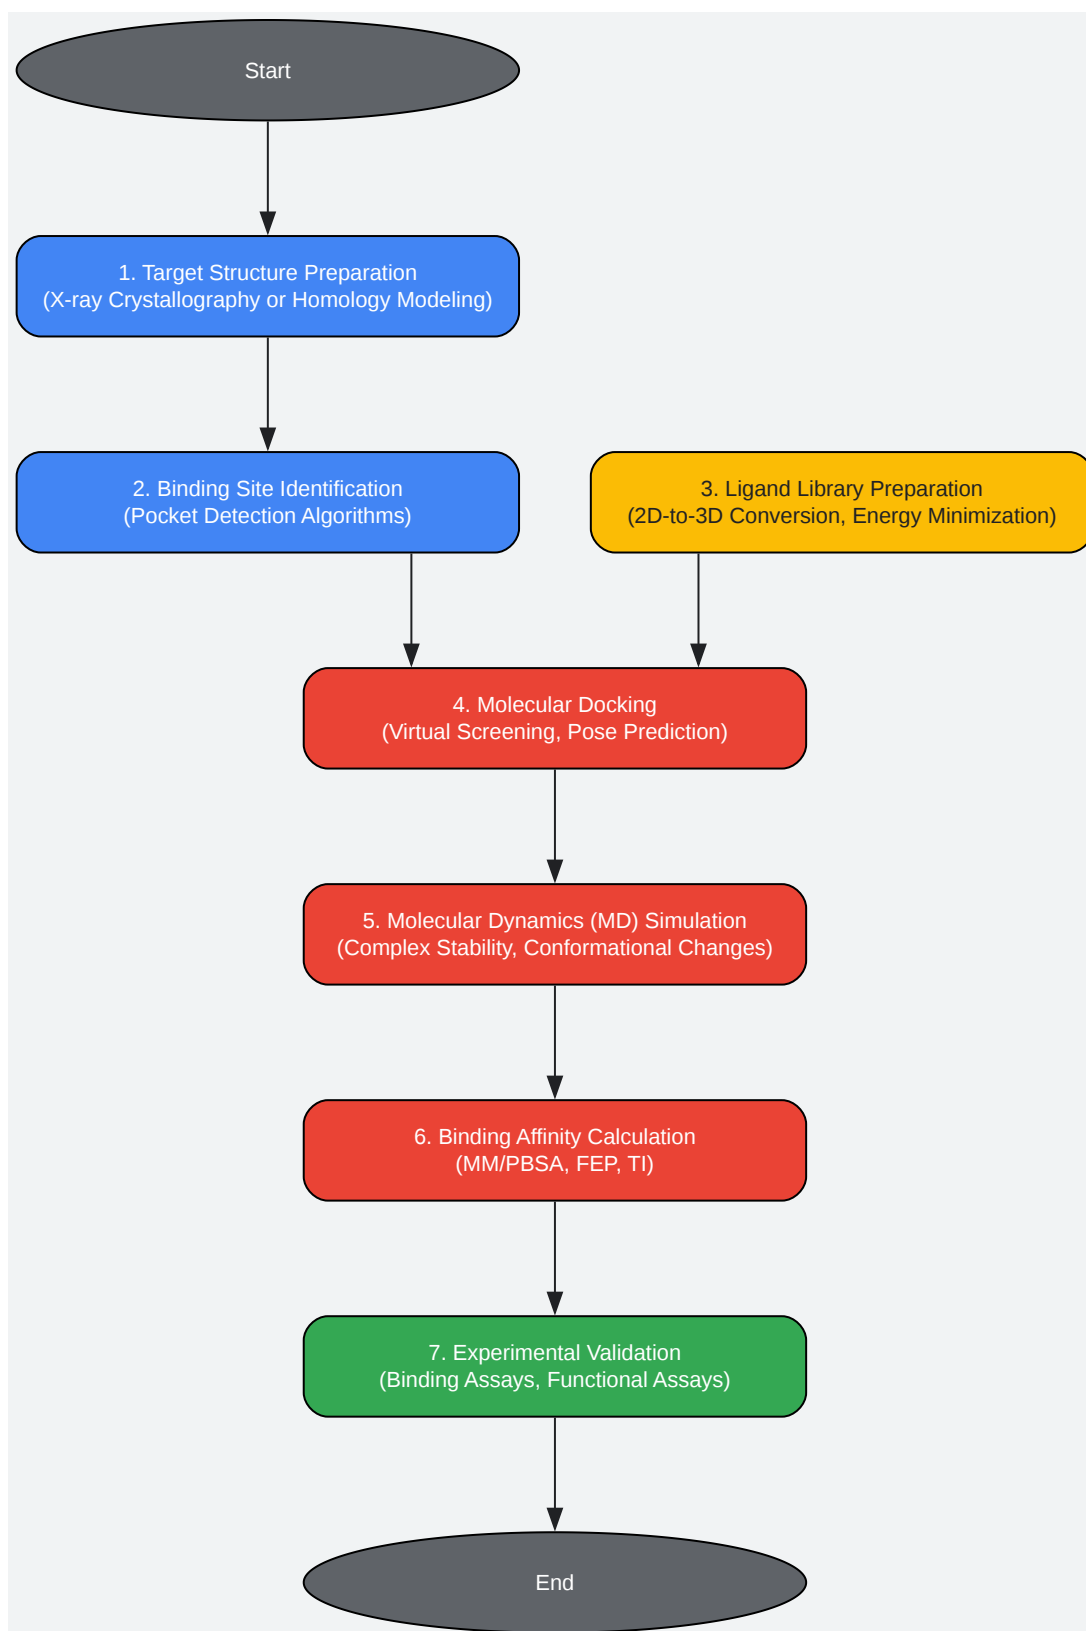 Start
1. Target Structure Preparation
(X-ray Crystallography or Homology Modeling)
2. Binding Site Identification
(Pocket Detection Algorithms)
3. Ligand Library Preparation
(2D-to-3D Conversion, Energy Minimization)
4. Molecular Docking
(Virtual Screening, Pose Prediction)
5. Molecular Dynamics (MD) Simulation
(Complex Stability, Conformational Changes)
6. Binding Affinity Calculation
(MM/PBSA, FEP, TI)
7. Experimental Validation
(Binding Assays, Functional Assays)
End